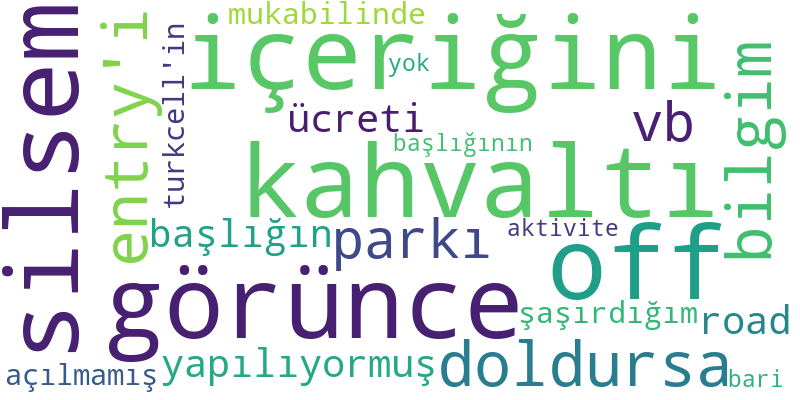 mukabilinde
silsem
entry'i
turkcell'in
içeriğini
yok
bilgim
ücreti
vb
başlığının
kahvaltı
başlığın
parkı
aktivite
off
görünce
şaşırdığım
road
açılmamış
yapılıyormuş
doldursa
bari